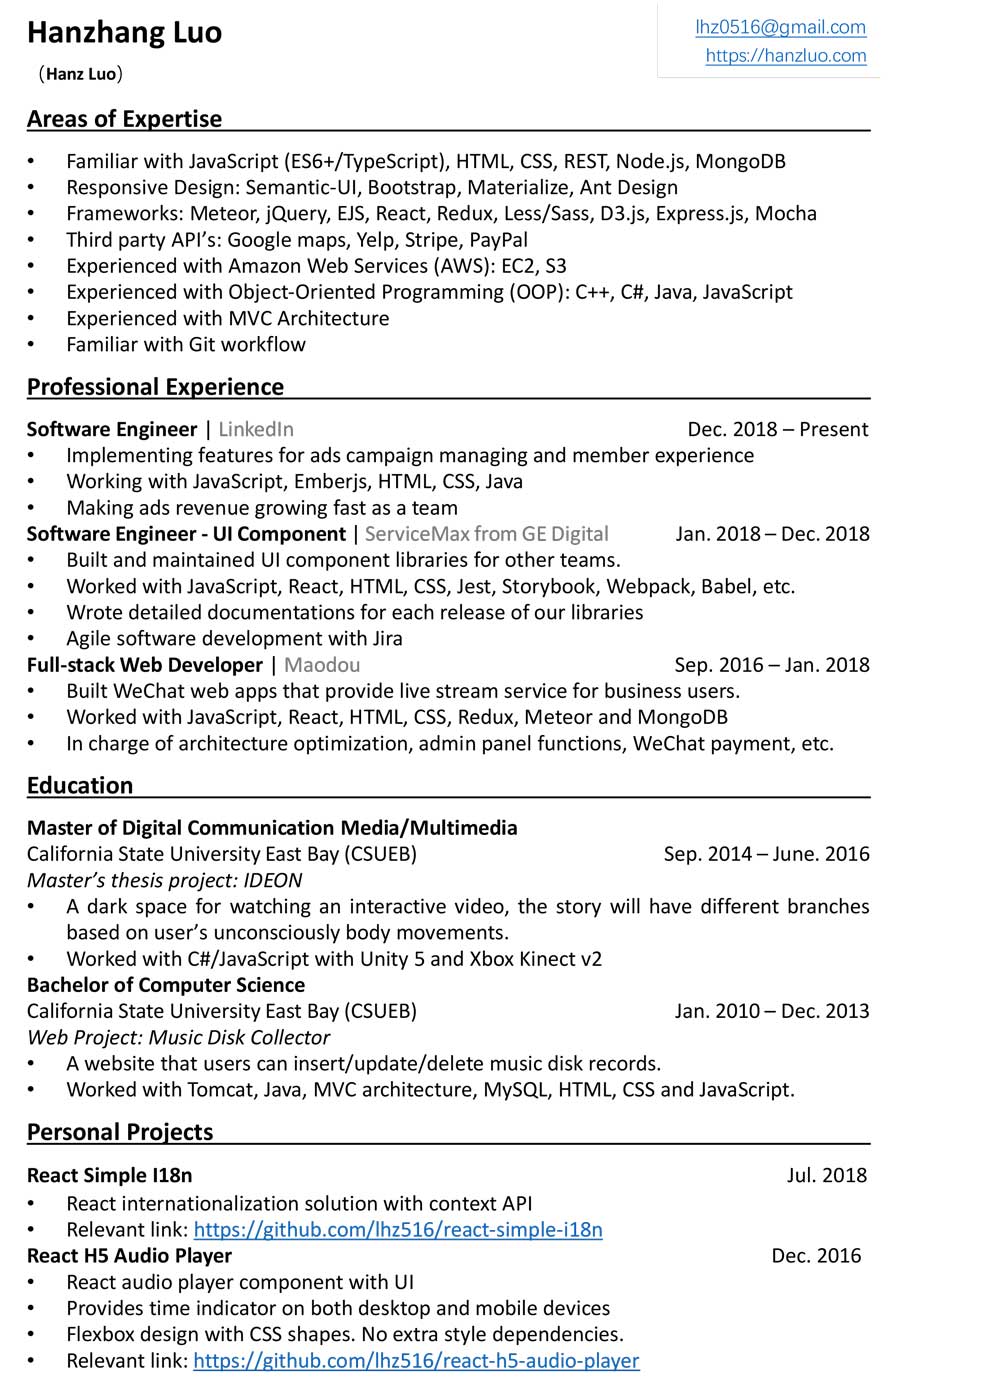 Hanzhang Luo
lhz0516@gmail.com
https://hanzluo.com
（Hanz Luo）
Areas of Expertise
• Familiar with JavaScript (ES6+/TypeScript), HTML, CSS, REST, Node.js, MongoDB
• Responsive Design: Semantic-UI, Bootstrap, Materialize, Ant Design
• Frameworks: Meteor, jQuery, EJS, React, Redux, Less/Sass, D3.js, Express.js, Mocha
• Third party API's: Google maps, Yelp, Stripe, PayPal
• Experienced with Amazon Web Services (AWS): EC2, S3
• Experienced with Object-Oriented Programming (OOP): C++, C#, Java, JavaScript
• Experienced with MVC Architecture
• Familiar with Git workflow
Professional Experience
Software Engineer | LinkedIn Dec. 2018 – Present
• Implementing features for ads campaign managing and member experience
• Working with JavaScript, Emberjs, HTML, CSS, Java
• Making ads revenue growing fast as a team
Software Engineer - UI Component | ServiceMax from GE Digital Jan. 2018 – Dec. 2018
• Built and maintained UI component libraries for other teams.
• Worked with JavaScript, React, HTML, CSS, Jest, Storybook, Webpack, Babel, etc.
• Wrote detailed documentations for each release of our libraries
• Agile software development with Jira
Full-stack Web Developer | Maodou Sep. 2016 – Jan. 2018
• Built WeChat web apps that provide live stream service for business users.
• Worked with JavaScript, React, HTML, CSS, Redux, Meteor and MongoDB
• In charge of architecture optimization, admin panel functions, WeChat payment, etc.
Education
Master of Digital Communication Media/Multimedia
California State University East Bay (CSUEB) Sep. 2014 – June. 2016
Master's thesis project: IDEON
• A dark space for watching an interactive video, the story will have different branches
based on user's unconsciously body movements.
• Worked with C#/JavaScript with Unity 5 and Xbox Kinect v2
Bachelor of Computer Science
California State University East Bay (CSUEB) Jan. 2010 – Dec. 2013
Web Project: Music Disk Collector
• A website that users can insert/update/delete music disk records.
• Worked with Tomcat, Java, MVC architecture, MySQL, HTML, CSS and JavaScript.
Personal Projects
React Simple I18n Jul. 2018
• React internationalization solution with context API
• Relevant link: https://github.com/lhz516/react-simple-i18n
React H5 Audio Player Dec. 2016
• React audio player component with UI
• Provides time indicator on both desktop and mobile devices
• Flexbox design with CSS shapes. No extra style dependencies.
• Relevant link: https://github.com/lhz516/react-h5-audio-player